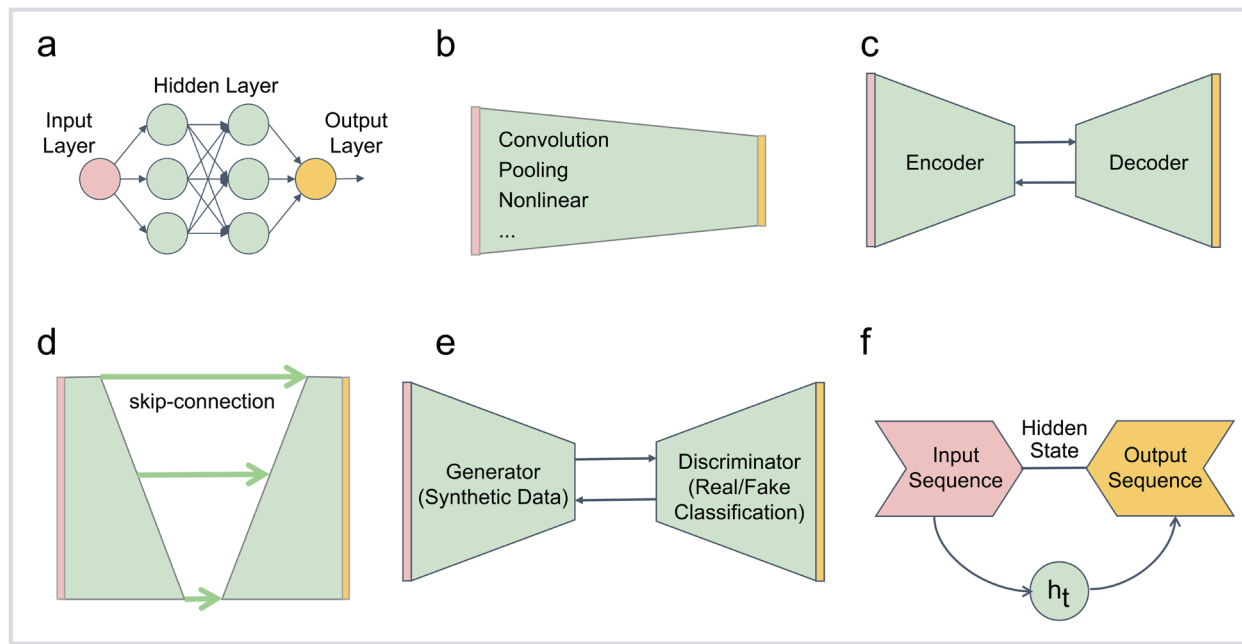 a
Hidden Layer
Input
Layer
Output
Layer
b
Convolution
Pooling
Nonlinear
...
c
Encoder
Decoder
d
skip-connection
e
Generator
(Synthetic Data)
Discriminator
(Real/Fake
Classification)
f
Input
Sequence
Hidden
State
Output
Sequence
ht